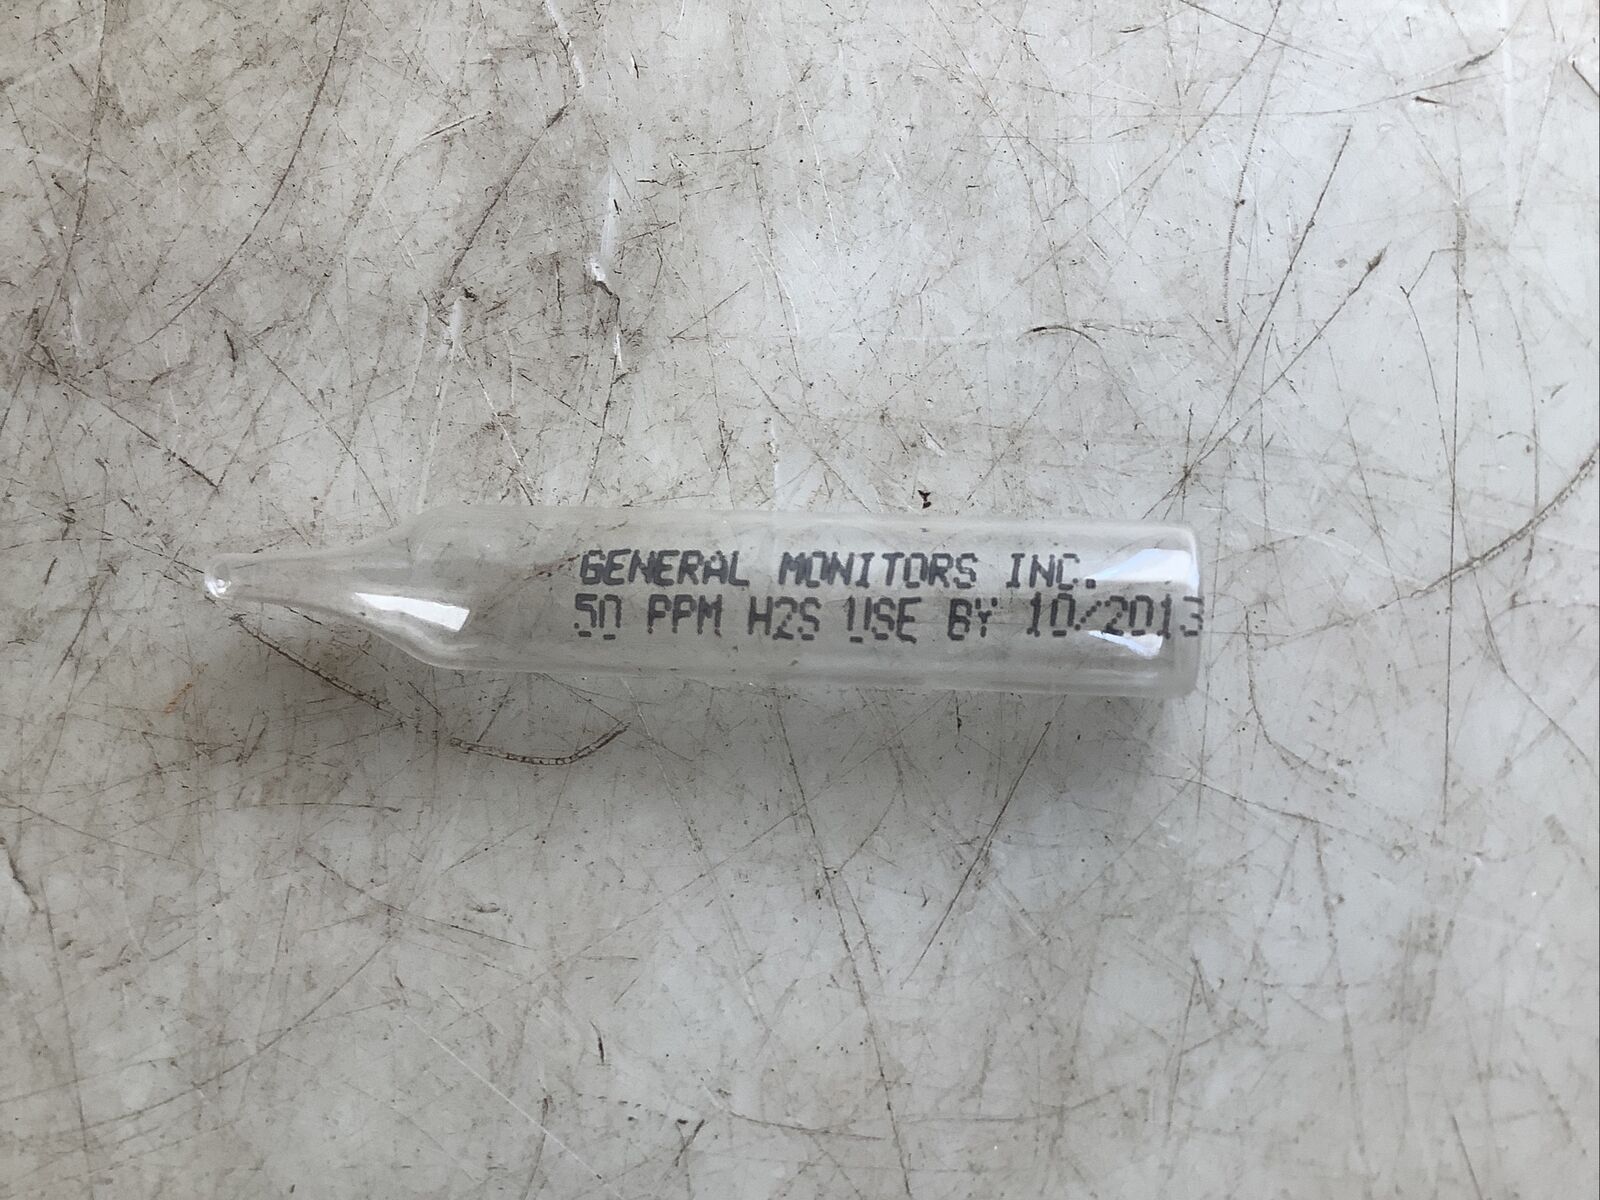 GENERAL MONITORS INC.
50 PPM H2S USE BY 10/2013